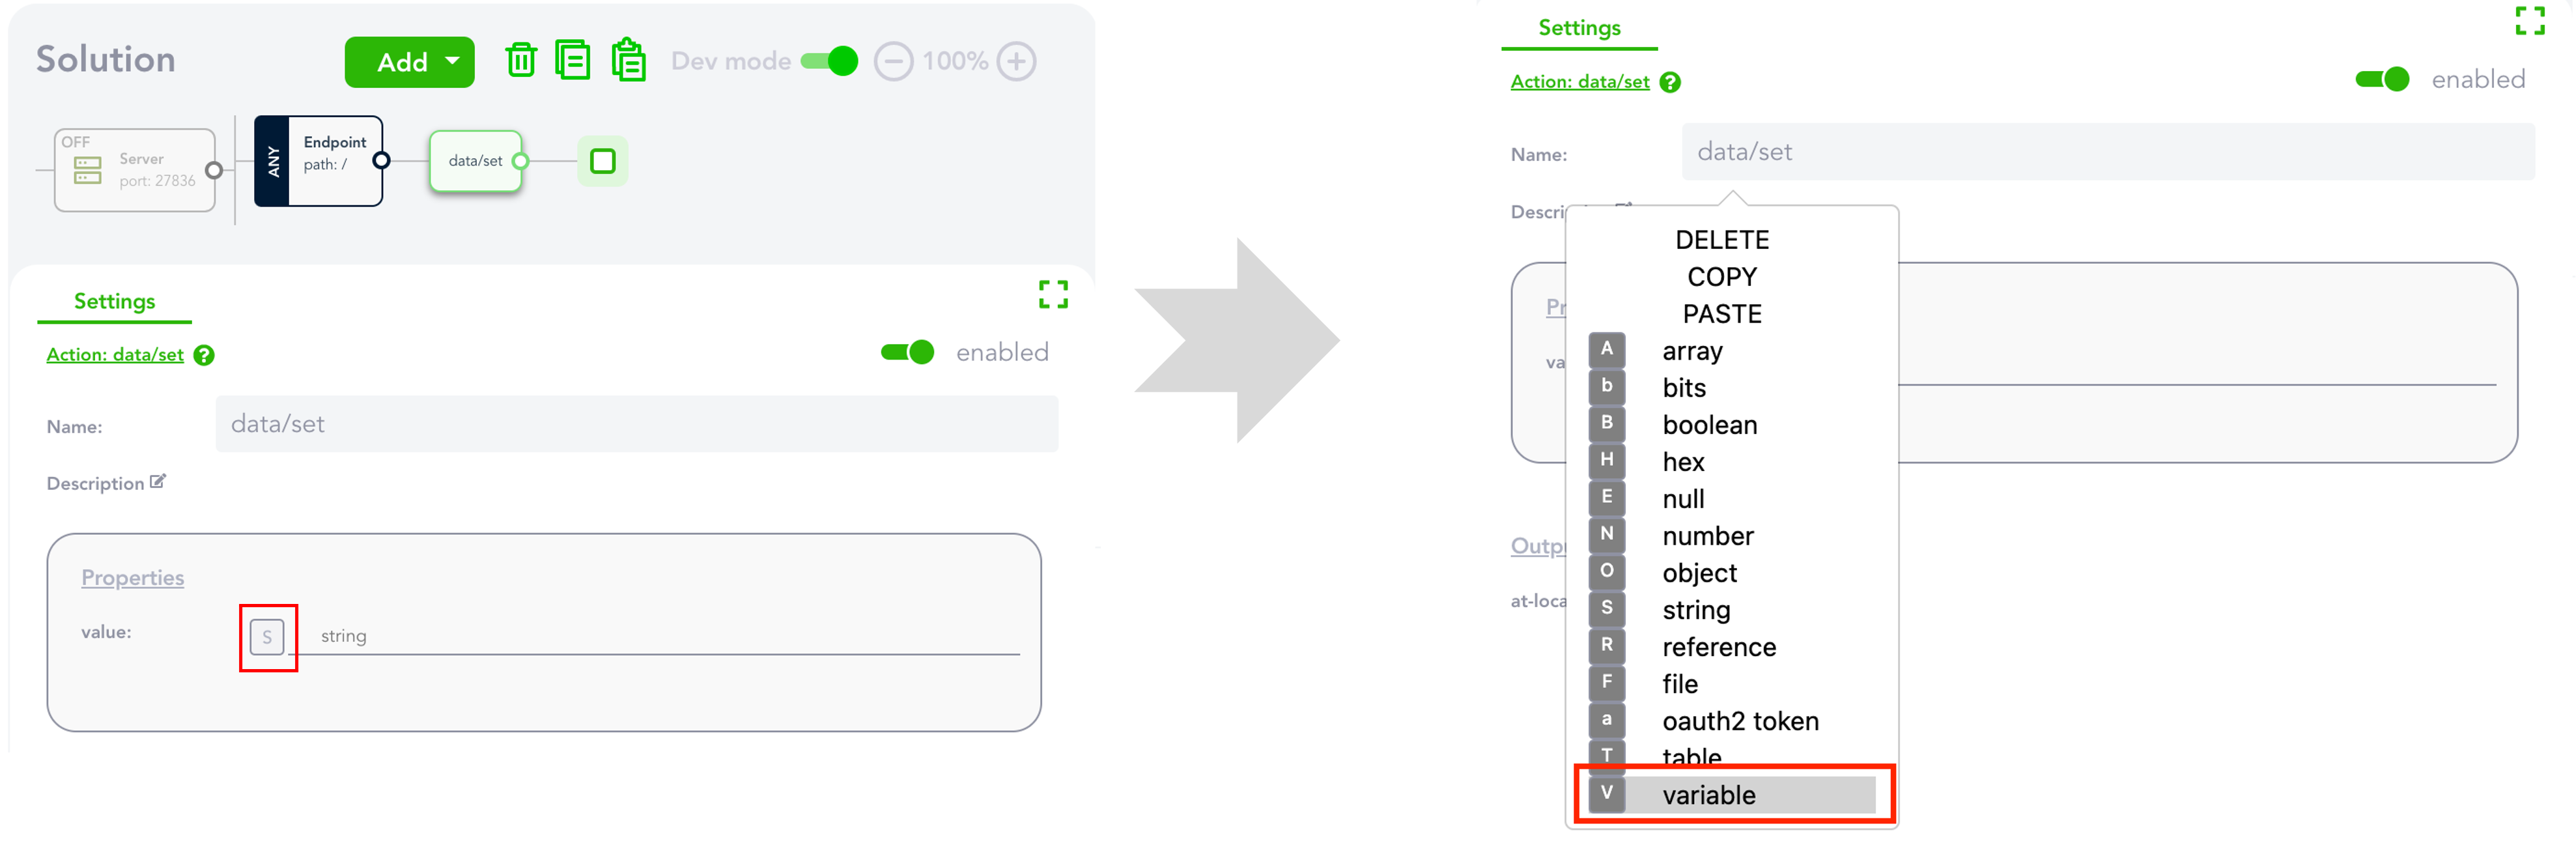 Solution
Add
Dev mode
100%
OFF
Server
port: 27836
ANY
Endpoint
path: /
data/set
Settings
Action: data/set ?
enabled
Name:
data/set
Description
Properties
value:
S
string
Settings
Action: data/set ?
enabled
Name:
data/set
Descri
Pr
va
Outp
at-loca
DELETE
COPY
PASTE
A array
b bits
B boolean
H hex
E null
N number
O object
S string
R reference
F file
a oauth2 token
T table
V variable